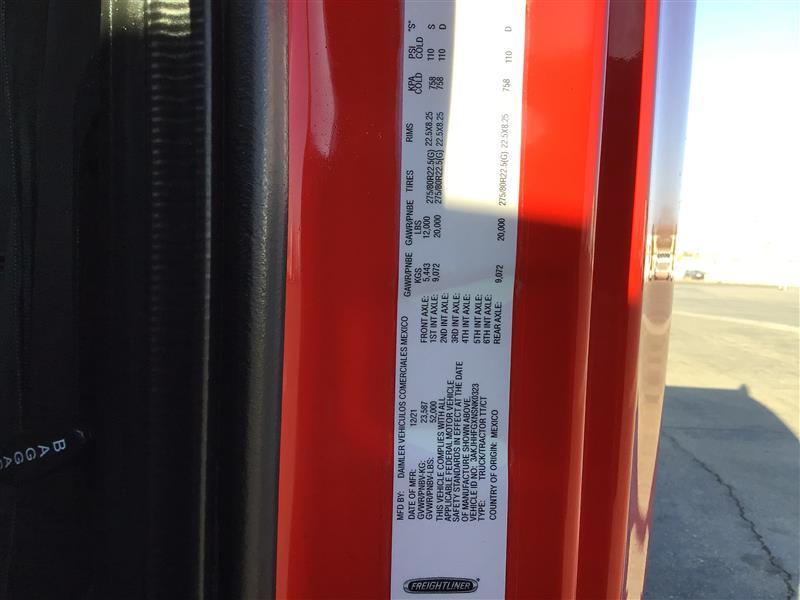 MFD BY: DAIMLER VEHICULOS COMERCIALES MEXICO
DATE OF MFR: 12/21
GVWR/PNBV-KG: 23,587
GVWR/PNBV-LBS: 52,000
THIS VEHICLE COMPLIES WITH ALL
APPLICABLE FEDERAL MOTOR VEHICLE
SAFETY STANDARDS IN EFFECT AT THE DATE
OF MANUFACTURE SHOWN ABOVE.
VEHICLE ID NO: 3AKJHHFGXNSNK0323
TYPE: TRUCK/TRACTOR TT/CT
COUNTRY OF ORIGIN: MEXICO
GAWR/PNBE KGS GAWR/PNBE LBS TIRES RIMS KPA COLD PSI COLD "S"
FRONT AXLE: 5,443 12,000 275/80R22.5(G) 22.5X8.25 758 110 S
1ST INT AXLE: 9,072 20,000 275/80R22.5(G) 22.5X8.25 758 110 D
2ND INT AXLE:
3RD INT AXLE:
4TH INT AXLE:
5TH INT AXLE:
6TH INT AXLE:
REAR AXLE: 9,072 20,000 275/80R22.5(G) 22.5X8.25 758 110 D
FREIGHTLINER
BAGGA